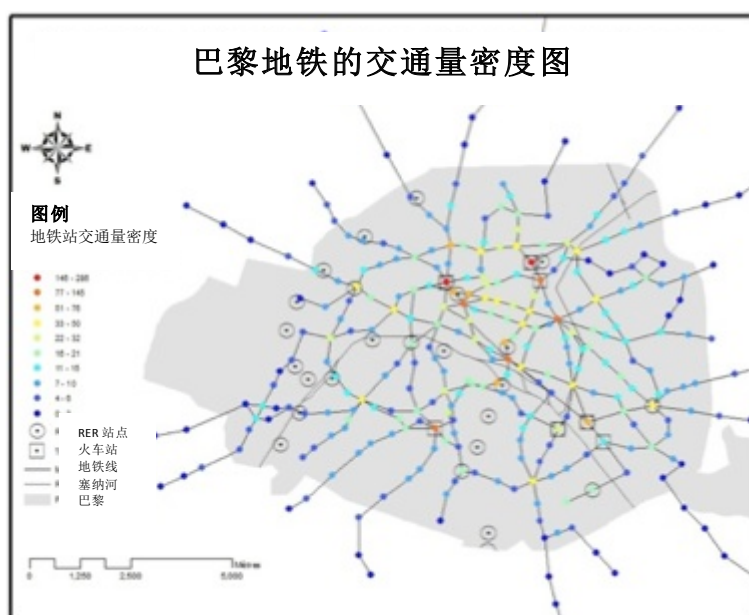 巴黎地铁的交通量密度图
N
W E
S
图例
地铁站交通量密度
146 - 286
77 - 145
51 - 76
33 - 50
22 - 32
16 - 21
11 - 15
7 - 10
4 - 6
RER 站点
火车站
地铁线
塞纳河
巴黎
0 1,250 2,500 5,000